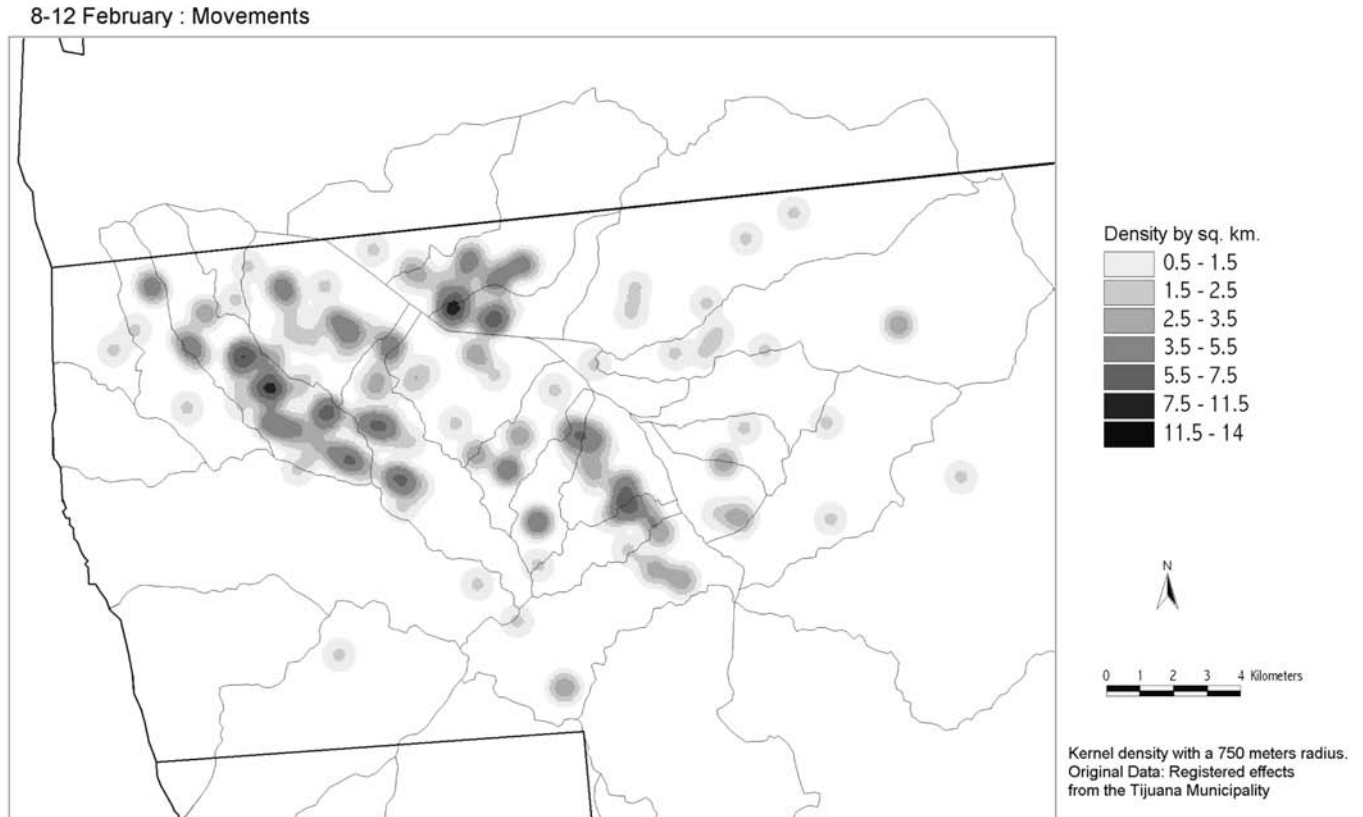 8-12 February : Movements
Density by sq. km.
0.5 - 1.5
1.5 - 2.5
2.5 - 3.5
3.5 - 5.5
5.5 - 7.5
7.5 - 11.5
11.5 - 14
N
0 1 2 3 4 Kilometers
Kernel density with a 750 meters radius.
Original Data: Registered effects
from the Tijuana Municipality